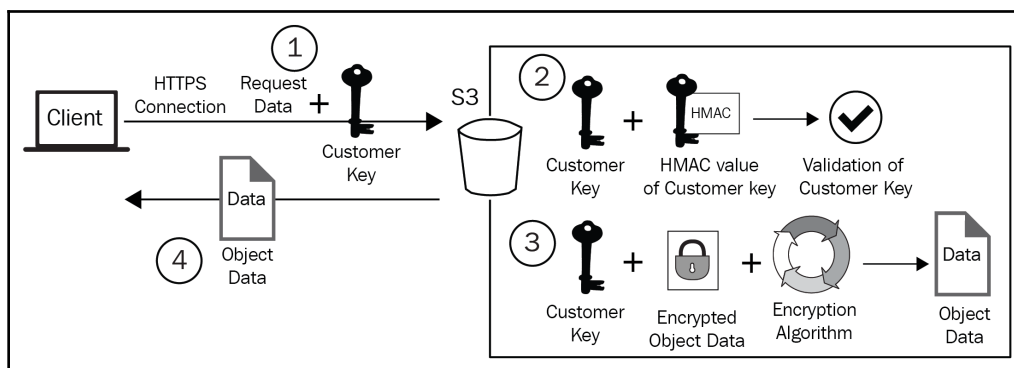 1
HTTPS
Connection
Request
Data
+
Customer
Key
Client
S3
2
Customer
Key
+
HMAC
HMAC value
of Customer key
Validation of
Customer Key
3
Customer
Key
+
Encrypted
Object Data
+
Encryption
Algorithm
Data
Object
Data
4
Data
Object
Data